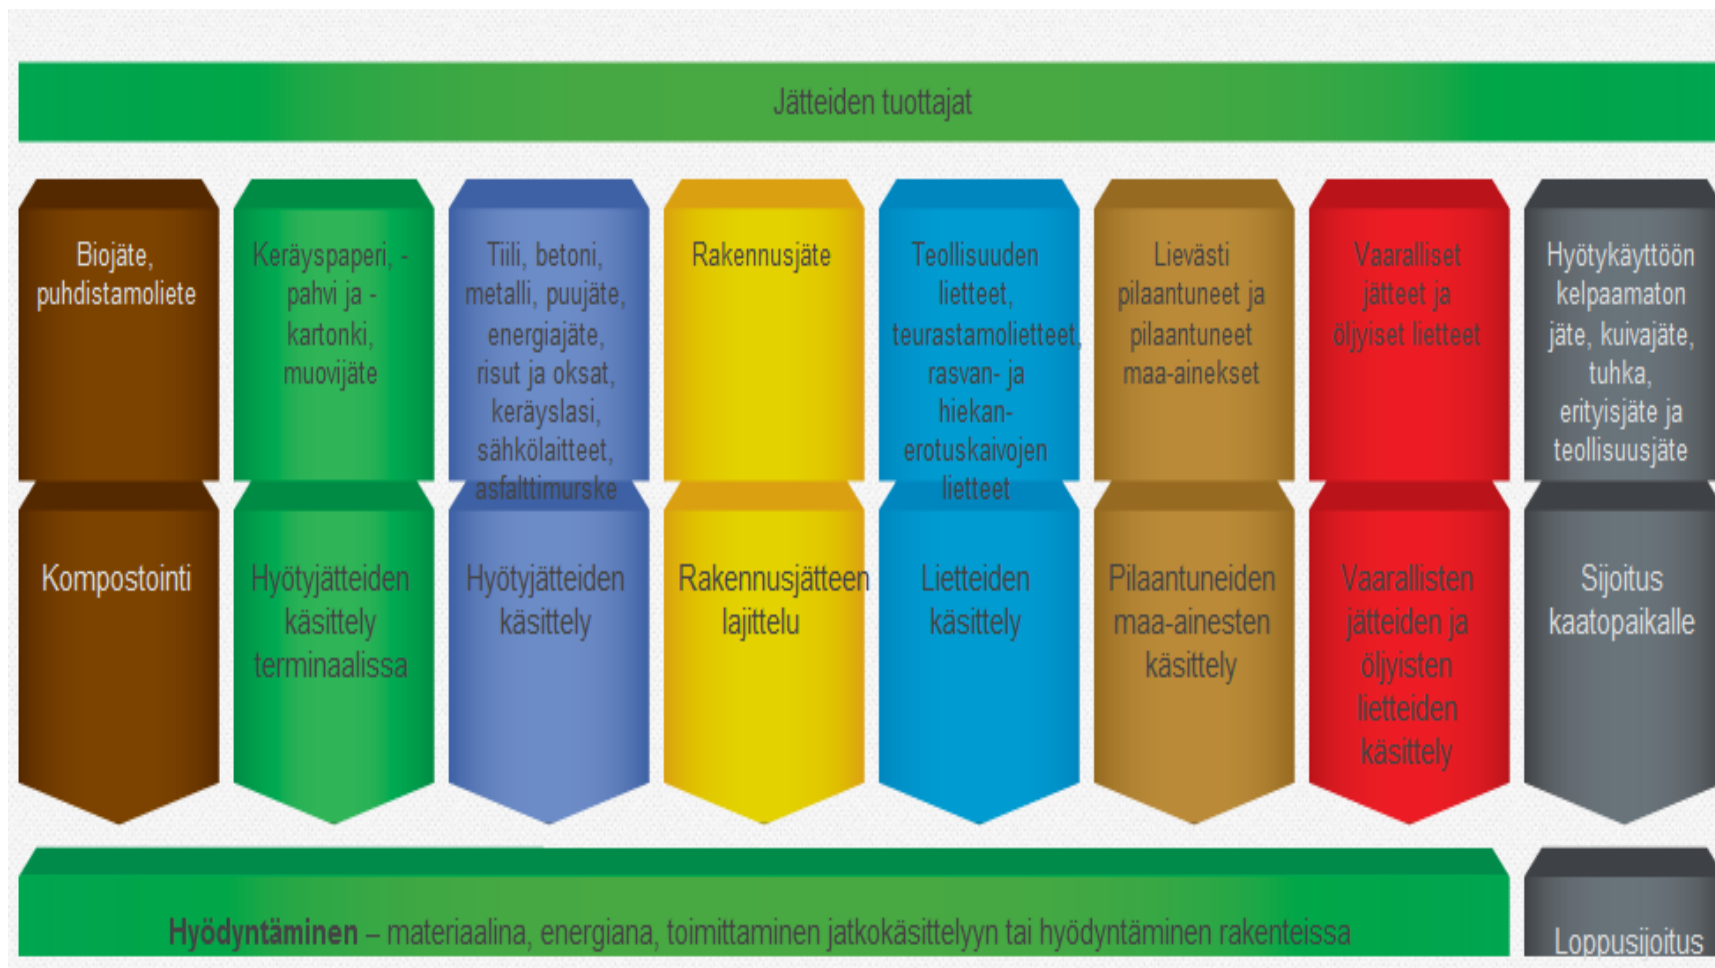 Jätteiden tuottajat
Biojäte,
puhdistamoliete
Keräyspaperi, -
pahvi ja -
kartonki,
muovijäte
Tiili, betoni,
metalli, puujäte,
energiajäte,
risut ja oksat,
keräyslasi,
sähkölaitteet,
asfalttimurske
Rakennusjäte
Teollisuuden
lietteet,
teurastamolietteet,
rasvan- ja
hiekan-
erotuskaivojen
lietteet
Lievästi
pilaantuneet ja
pilaantuneet
maa-ainekset
Vaaralliset
jätteet ja
öljyiset lietteet
Hyötykäyttöön
kelpaamaton
jäte, kuivajäte,
tuhka,
erityisjäte ja
teollisuusjäte
Kompostointi
Hyötyjätteiden
käsittely
terminaalissa
Hyötyjätteiden
käsittely
Rakennusjätteen
lajittelu
Lietteiden
käsittely
Pilaantuneiden
maa-ainesten
käsittely
Vaarallisten
jätteiden ja
öljyisten
lietteiden
käsittely
Sijoitus
kaatopaikalle
Hyödyntäminen – materiaalina, energiana, toimittaminen jatkokäsittelyyn tai hyödyntäminen rakenteissa
Loppusijoitus